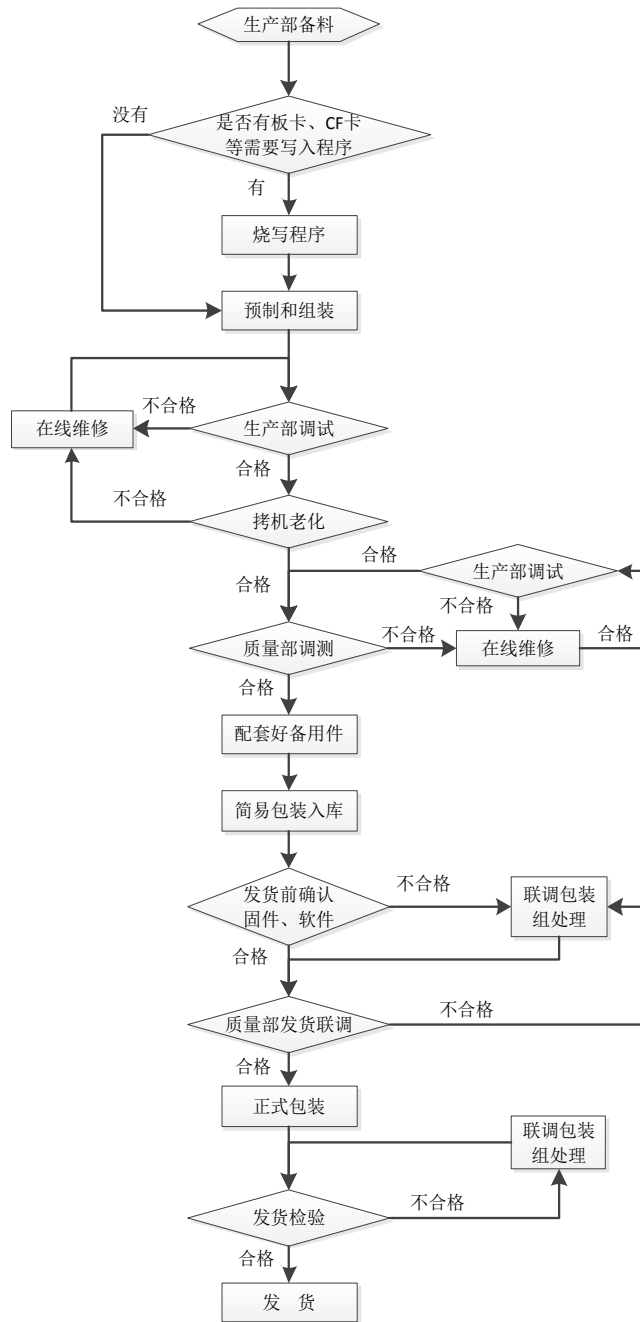 生产部备料
没有
是否有板卡、CF卡
等需要写入程序
有
烧写程序
预制和组装
不合格
在线维修
生产部调试
合格
不合格
拷机老化
合格
合格
生产部调试
不合格
质量部调测
不合格
在线维修
合格
合格
配套好备用件
简易包装入库
发货前确认
固件、软件
不合格
联调包装
组处理
合格
质量部发货联调
不合格
合格
正式包装
联调包装
组处理
发货检验
不合格
合格
发 货